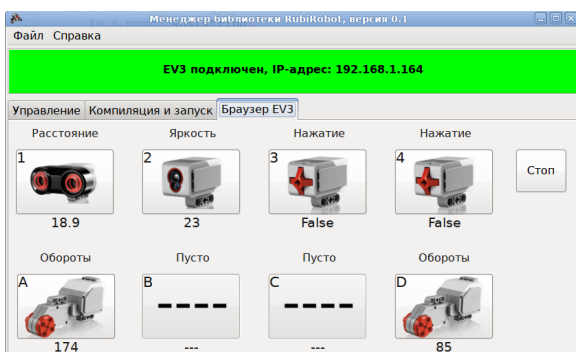 Менеджер библиотеки RubiRobot, версия 0.1
Файл Справка
EV3 подключен, IP-адрес: 192.168.1.164
Управление Компиляция и запуск Браузер EV3
Расстояние Яркость Нажатие Нажатие
1 2 3 4 Стоп
18.9 23 False False
Обороты Пусто Пусто Обороты
A B C D
174 --- --- 85